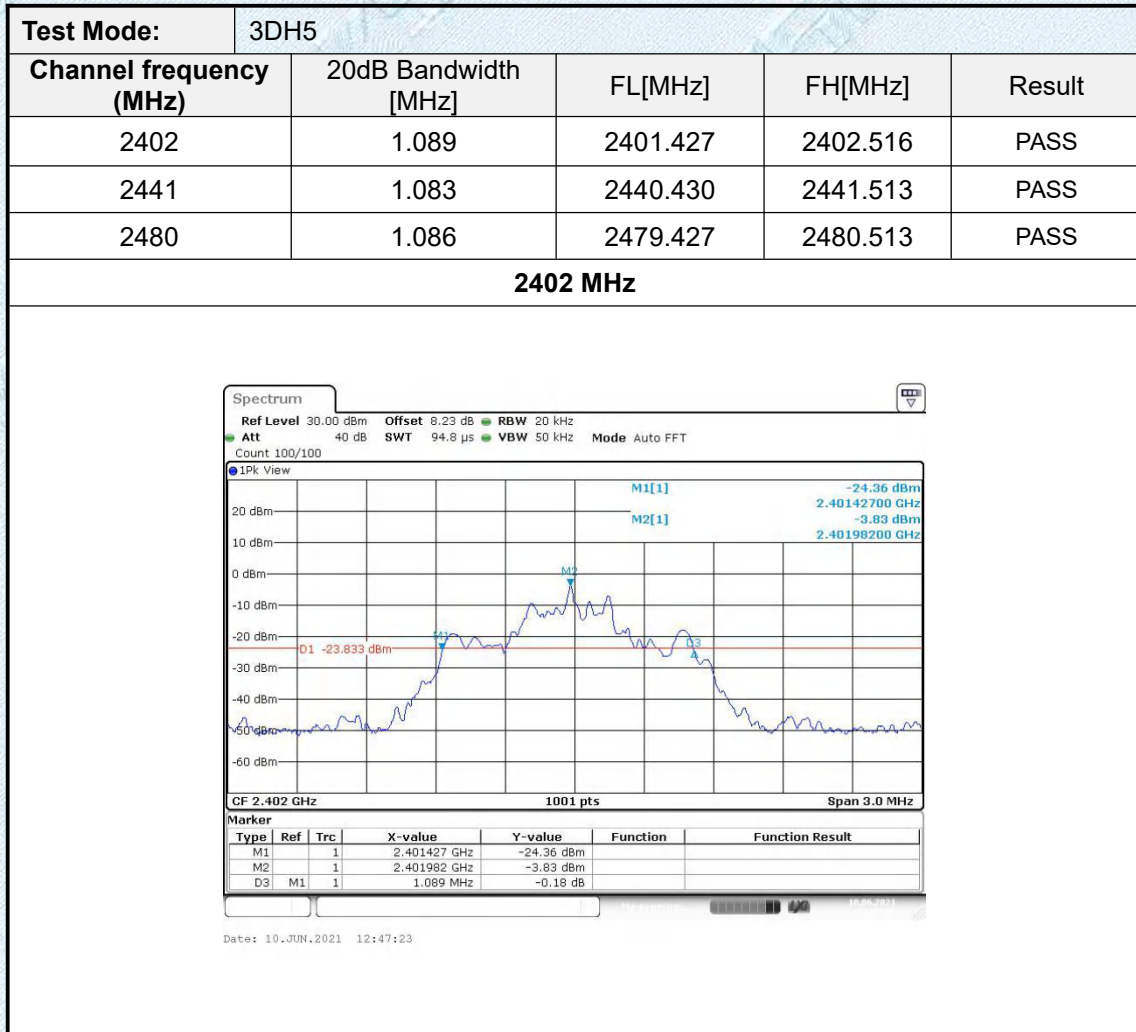 Test Mode: 3DH5
Channel frequency (MHz) 20dB Bandwidth [MHz] FL[MHz] FH[MHz] Result
2402 1.089 2401.427 2402.516 PASS
2441 1.083 2440.430 2441.513 PASS
2480 1.086 2479.427 2480.513 PASS
2402 MHz
Spectrum
Ref Level 30.00 dBm Offset 8.23 dB RBW 20 kHz
Att 40 dB SWT 94.8 µs VBW 50 kHz Mode Auto FFT
Count 100/100
1Pk View
M1[1] -24.36 dBm
2.40142700 GHz
M2[1] -3.83 dBm
2.40198200 GHz
20 dBm
10 dBm
0 dBm
M2
-10 dBm
-20 dBm
M1
D3
D1 -23.833 dBm
-30 dBm
-40 dBm
-50 dBm
-60 dBm
CF 2.402 GHz 1001 pts Span 3.0 MHz
Marker
Type Ref Trc X-value Y-value Function Function Result
M1 1 2.401427 GHz -24.36 dBm
M2 1 2.401982 GHz -3.83 dBm
D3 M1 1 1.089 MHz -0.18 dB
10.06.2021
Date: 10.JUN.2021 12:47:23